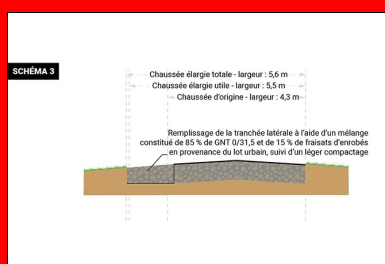 SCHÉMA 3
Chaussée élargie totale - largeur : 5,6 m
Chaussée élargie utile - largeur : 5,5 m
Chaussée d'origine - largeur : 4,3 m
Remplissage de la tranchée latérale à l'aide d'un mélange
constitué de 85 % de GNT 0/31,5 et de 15 % de fraisats d'enrobés
en provenance du lot urbain, suivi d'un léger compactage